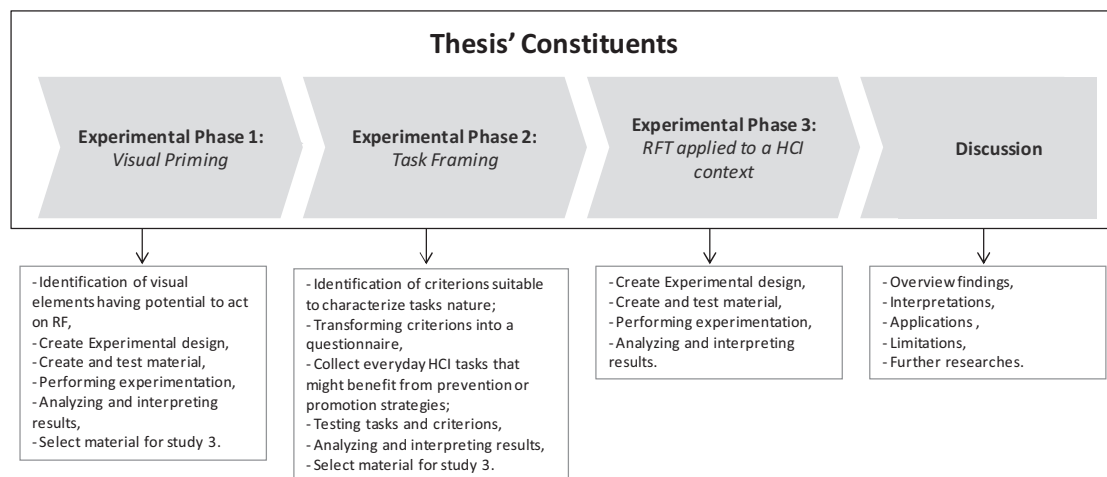 Thesis’ Constituents
Experimental Phase 1:
Visual Priming
Experimental Phase 2:
Task Framing
Experimental Phase 3:
RFT applied to a HCI
context
Discussion
- Identification of visual
elements having potential to act
on RF,
- Create Experimental design,
- Create and test material,
- Performing experimentation,
- Analyzing and interpreting
results,
- Select material for study 3.
- Identification of criterions suitable
to characterize tasks nature;
- Transforming criterions into a
questionnaire,
- Collect everyday HCI tasks that
might benefit from prevention or
promotion strategies;
- Testing tasks and criterions,
- Analyzing and interpreting results,
- Select material for study 3.
- Create Experimental design,
- Create and test material,
- Performing experimentation,
- Analyzing and interpreting
results.
- Overview findings,
- Interpretations,
- Applications ,
- Limitations,
- Further researches.